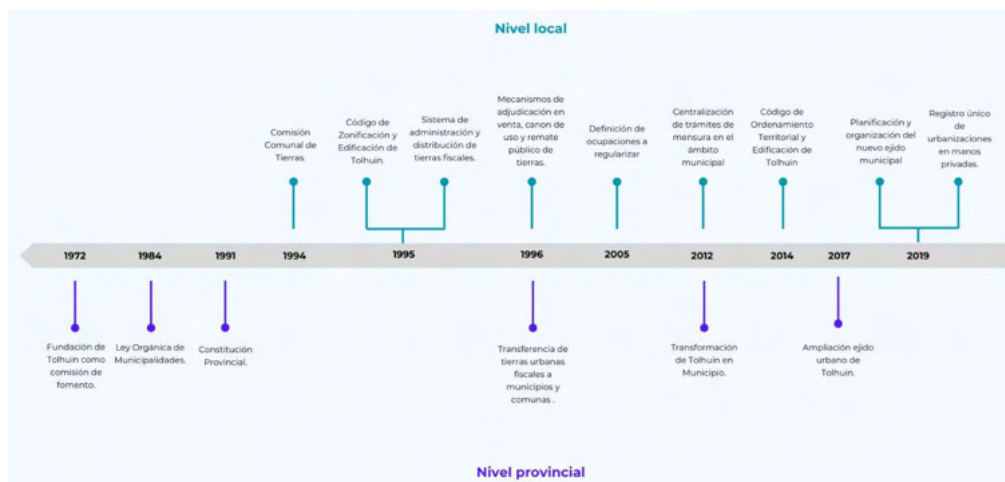 Nivel local
Comisión
Comunal de
Tierras.
Código de
Zonificación y
Edificación de
Tolhuin.
Sistema de
administración y
distribución de
tierras fiscales.
Mecanismos de
adjudicación en
venta, canon de
uso y remate
público de
tierras.
Definición de
ocupaciones a
regularizar
Centralización
de trámites de
mensura en el
ámbito
municipal
Código de
Ordenamiento
Territorial y
Edificación de
Tolhuin
Planificación y
organización del
nuevo ejido
municipal
Registro único
de
urbanizaciones
en manos
privadas.
1972
1984
1991
1994
1995
1996
2005
2012
2014
2017
2019
Fundación de
Tolhuin como
comisión de
fomento.
Ley Orgánica de
Municipalidades.
Constitución
Provincial.
Transferencia de
tierras urbanas
fiscales a
municipios y
comunas .
Transformación
de Tolhuin en
Municipio.
Ampliación ejido
urbano de
Tolhuin.
Nivel provincial